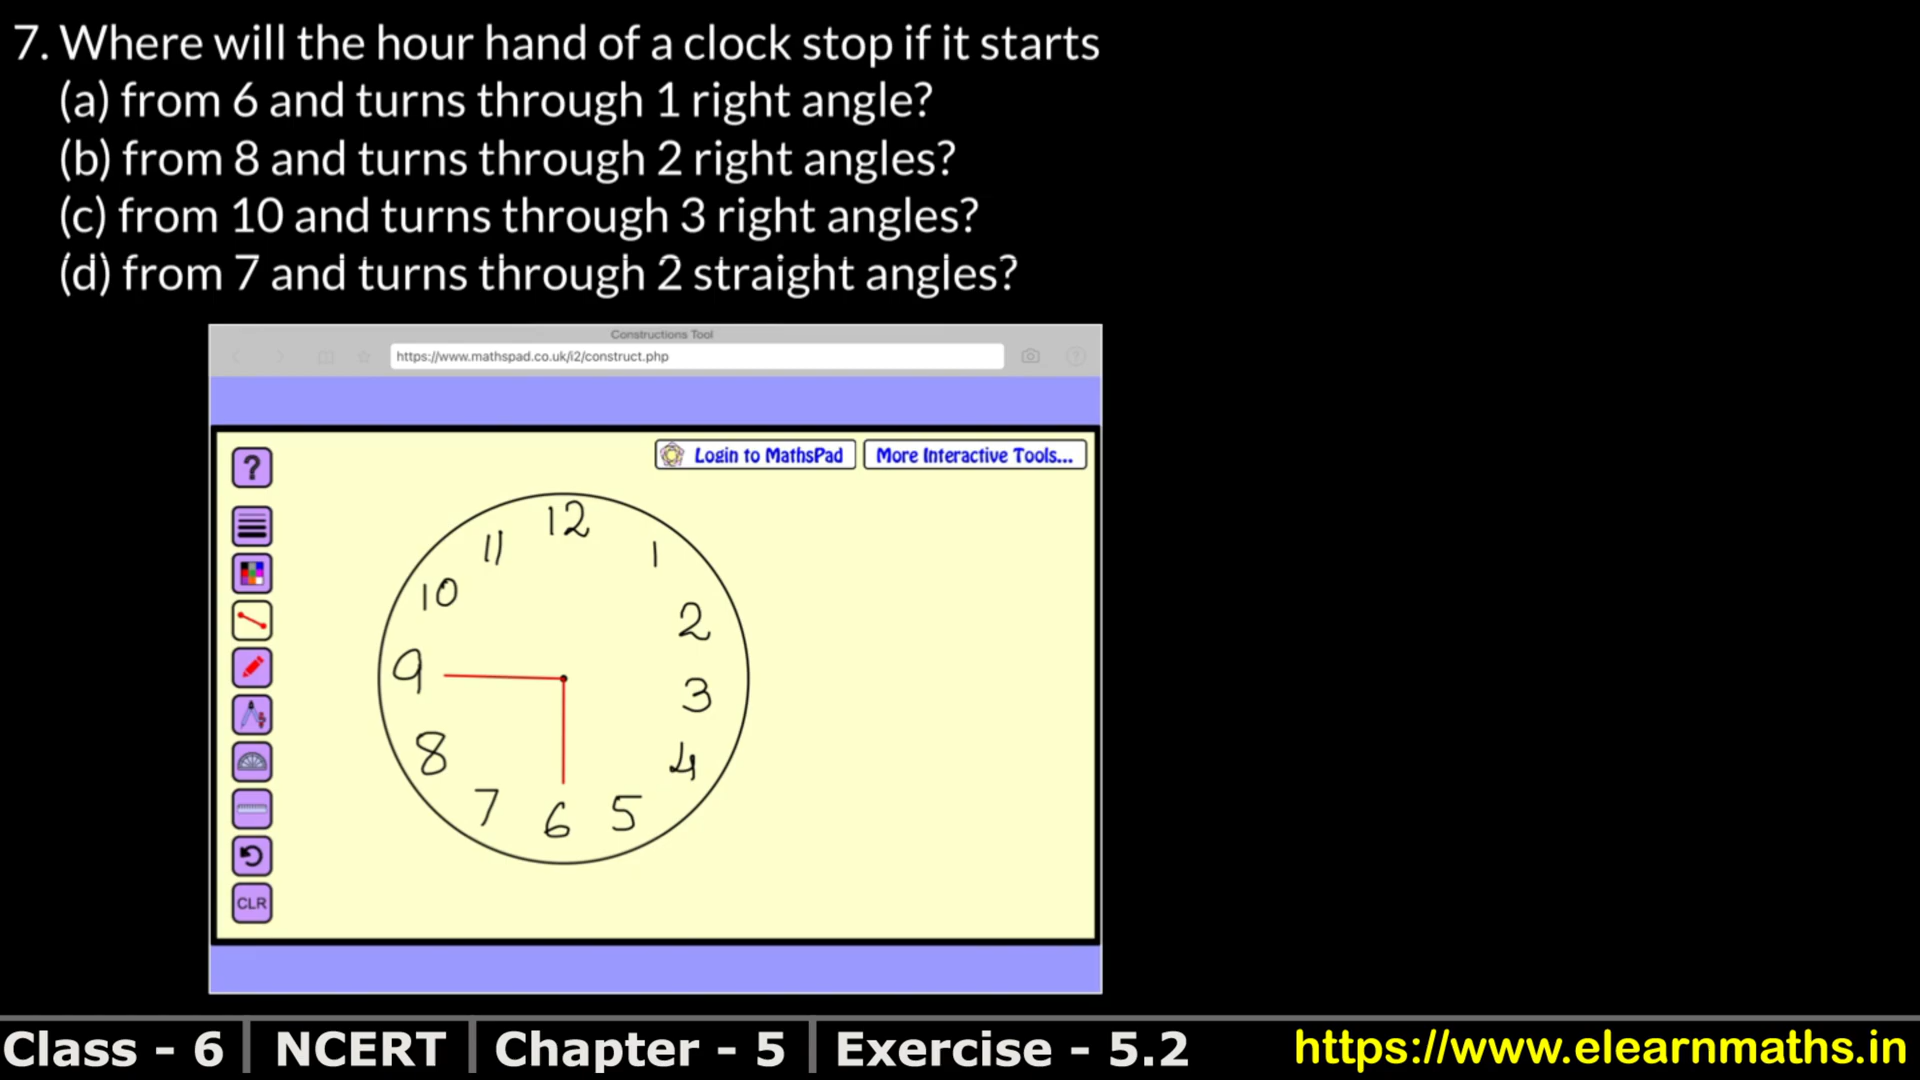 7. Where will the hour hand of a clock stop if it starts
(a) from 6 and turns through 1 right angle?
(b) from 8 and turns through 2 right angles?
(c) from 10 and turns through 3 right angles?
(d) from 7 and turns through 2 straight angles?
Constructions Tool
https://www.mathspad.co.uk/i2/construct.php
?
?
Login to MathsPad More Interactive Tools...
12
11
1
10
2
9
3
8
4
7
6
5
CLR
Class - 6 NCERT Chapter - 5 Exercise - 5.2 https://www.elearnmaths.in